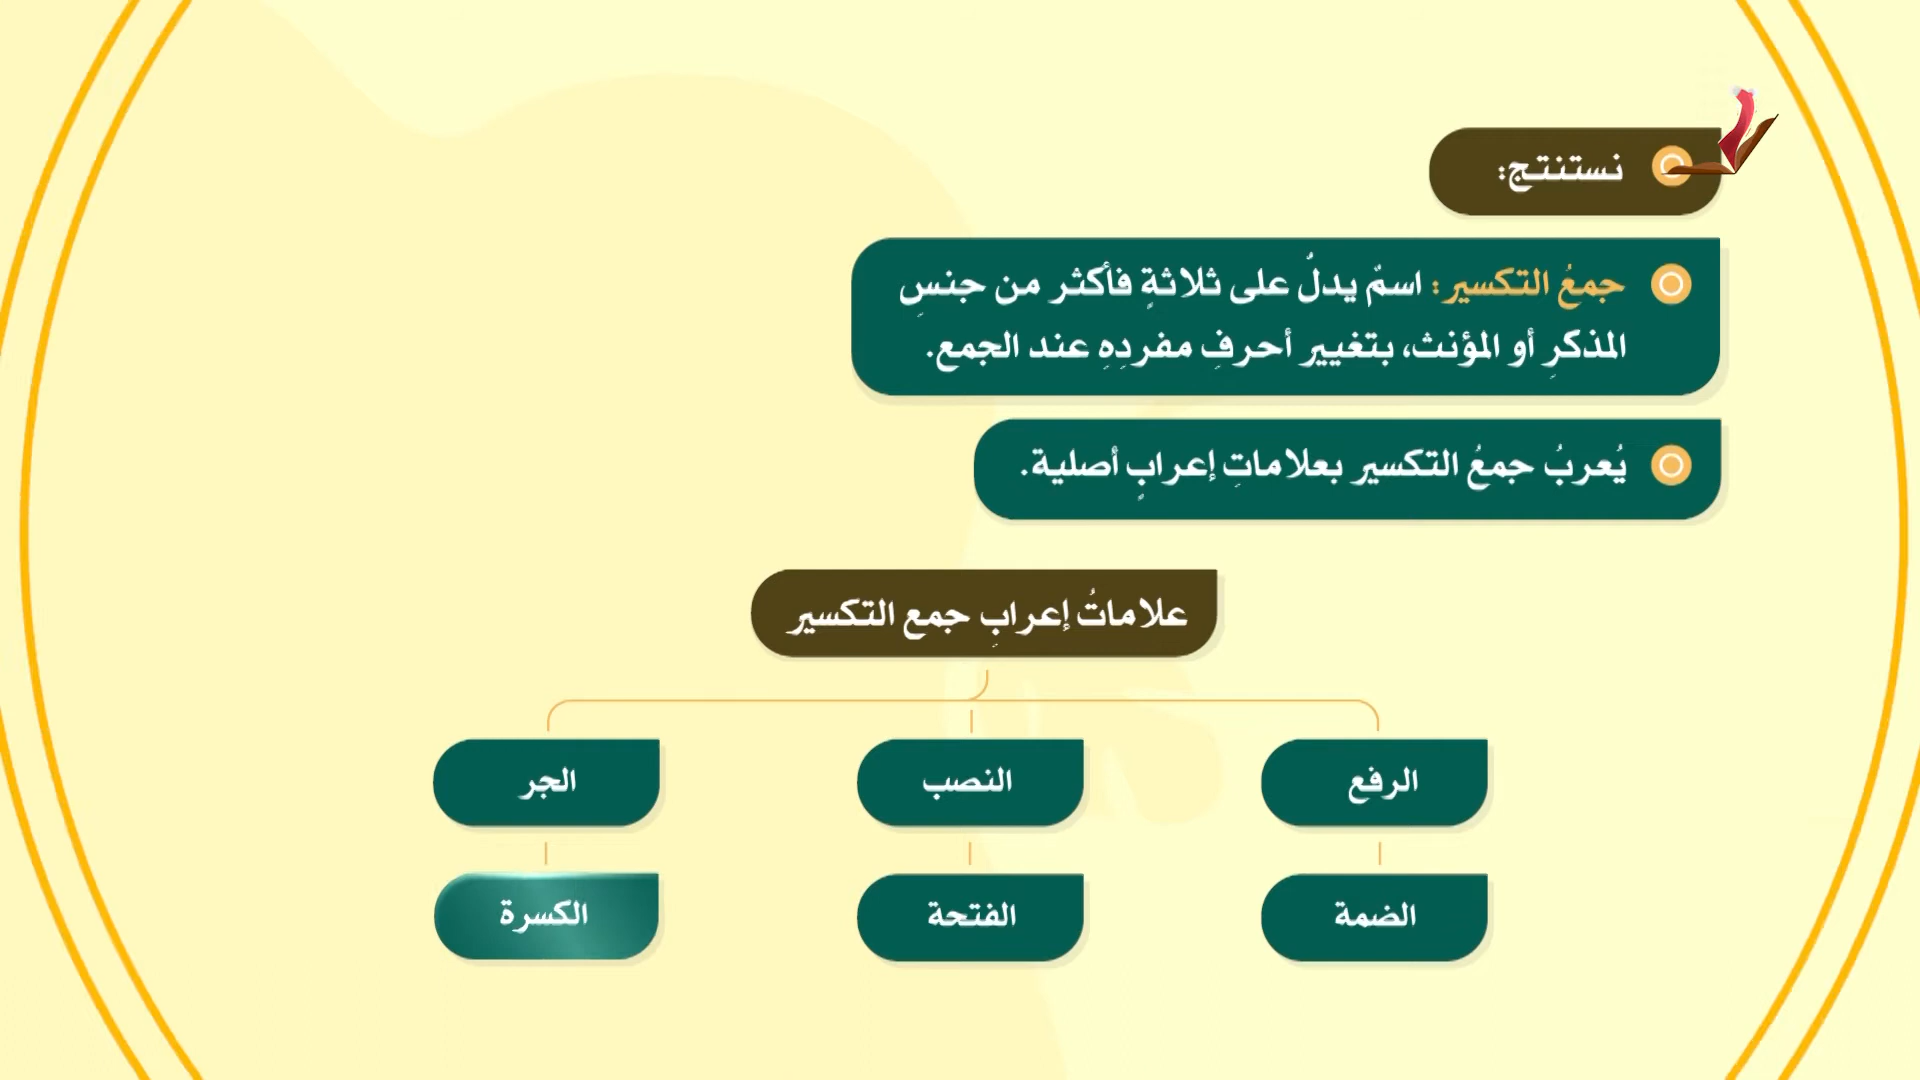 نستنتج:
جمعُ التكسير: اسمٌ يدلُ على ثلاثةٍ فأكثر من جنسِ
المذكرِ أو المؤنث، بتغيير أحرفِ مفردِهِ عند الجمع.
يُعربُ جمعُ التكسير بعلاماتِ إعرابٍ أصلية.
علاماتُ إعرابِ جمع التكسير
الرفع
النصب
الجر
الضمة
الفتحة
الكسرة